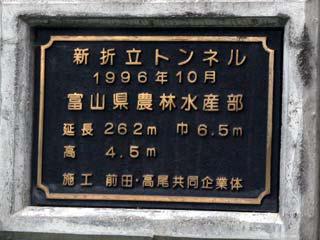 新折立トンネル
1996年10月
富山県農林水産部
延長 262m 巾 6.5m
高 4.5m
施工 前田・高尾共同企業体